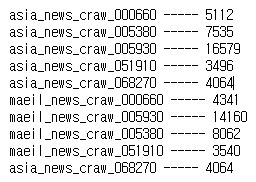 asia_news_craw_000660 ----- 5112
asia_news_craw_005380 ----- 7535
asia_news_craw_005930 ----- 16579
asia_news_craw_051910 ----- 3496
asia_news_craw_068270 ----- 4064
maeil_news_craw_000660 ----- 4341
maeil_news_craw_005930 ----- 14160
maeil_news_craw_005380 ----- 8062
maeil_news_craw_051910 ----- 3540
asia_news_craw_068270 ----- 4064